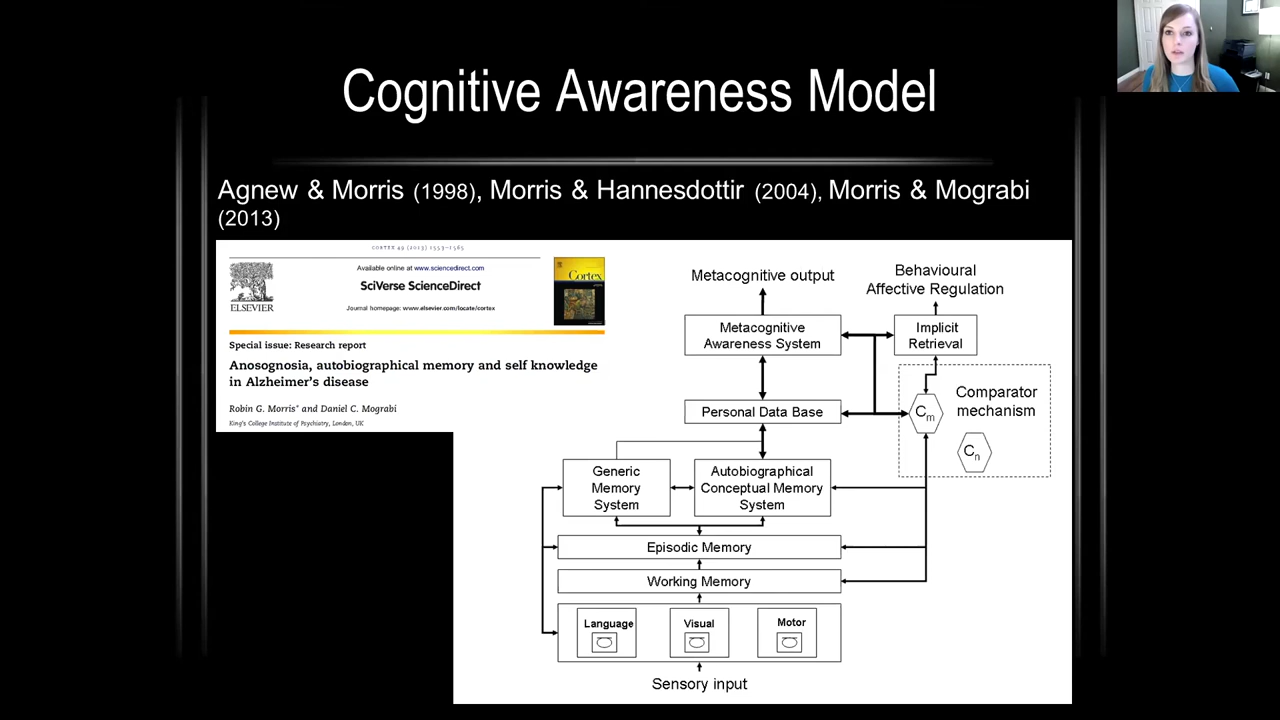 Cognitive Awareness Model
Agnew & Morris (1998), Morris & Hannesdottir (2004), Morris & Mograbi
(2013)
CORTEX 49 (2013) 1553–1565
Available online at www.sciencedirect.com
SciVerse ScienceDirect
Journal homepage: www.elsevier.com/locate/cortex
ELSEVIER
Cortex
Special issue: Research report
Anosognosia, autobiographical memory and self knowledge
in Alzheimer's disease
Robin G. Morris* and Daniel C. Mograbi
King's College Institute of Psychiatry, London, UK
Metacognitive output
Behavioural
Affective Regulation
Metacognitive
Awareness System
Implicit
Retrieval
Personal Data Base
Cm
Comparator
mechanism
Cn
Generic
Memory
System
Autobiographical
Conceptual Memory
System
Episodic Memory
Working Memory
Language
Visual
Motor
Sensory input